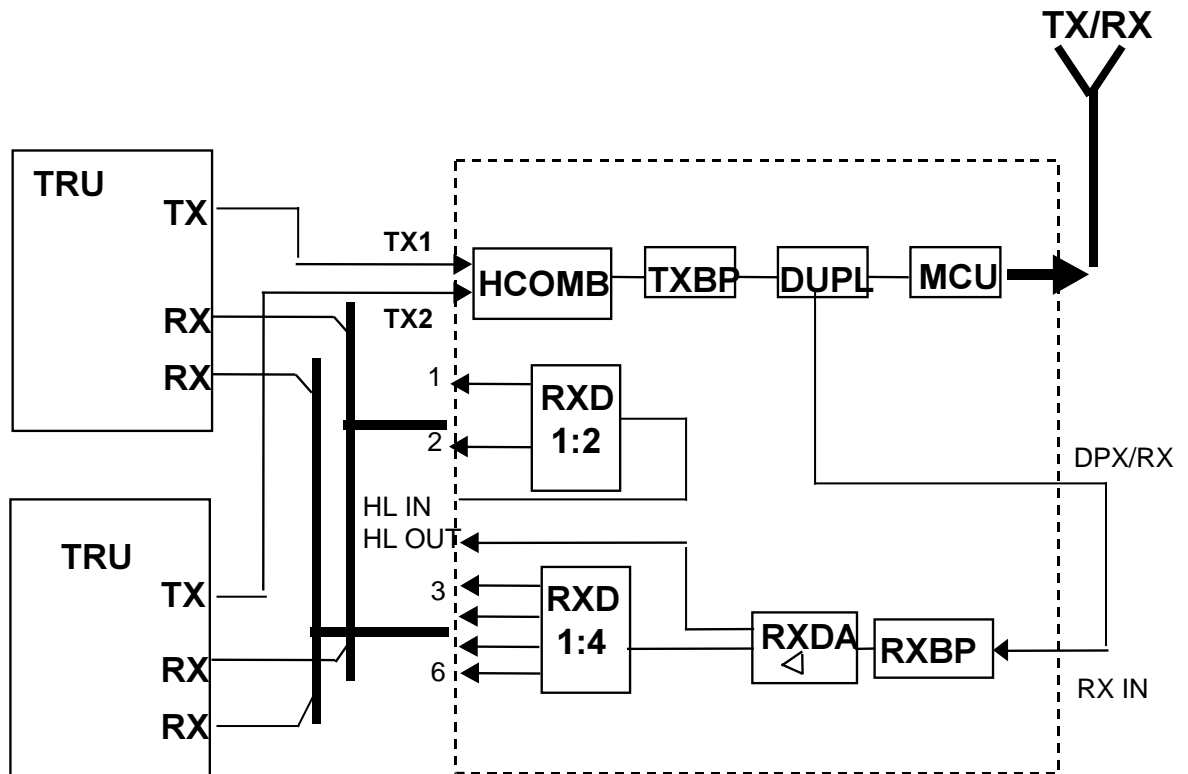 TX/RX
TRU
TX
TX1
HCOMB
TXBP
DUPL
MCU
TX2
RX
RX
1
RXD
1:2
2
DPX/RX
HL IN
HL OUT
TRU
TX
3
RXD
1:4
RXDA
RXBP
RX
6
RX IN
RX